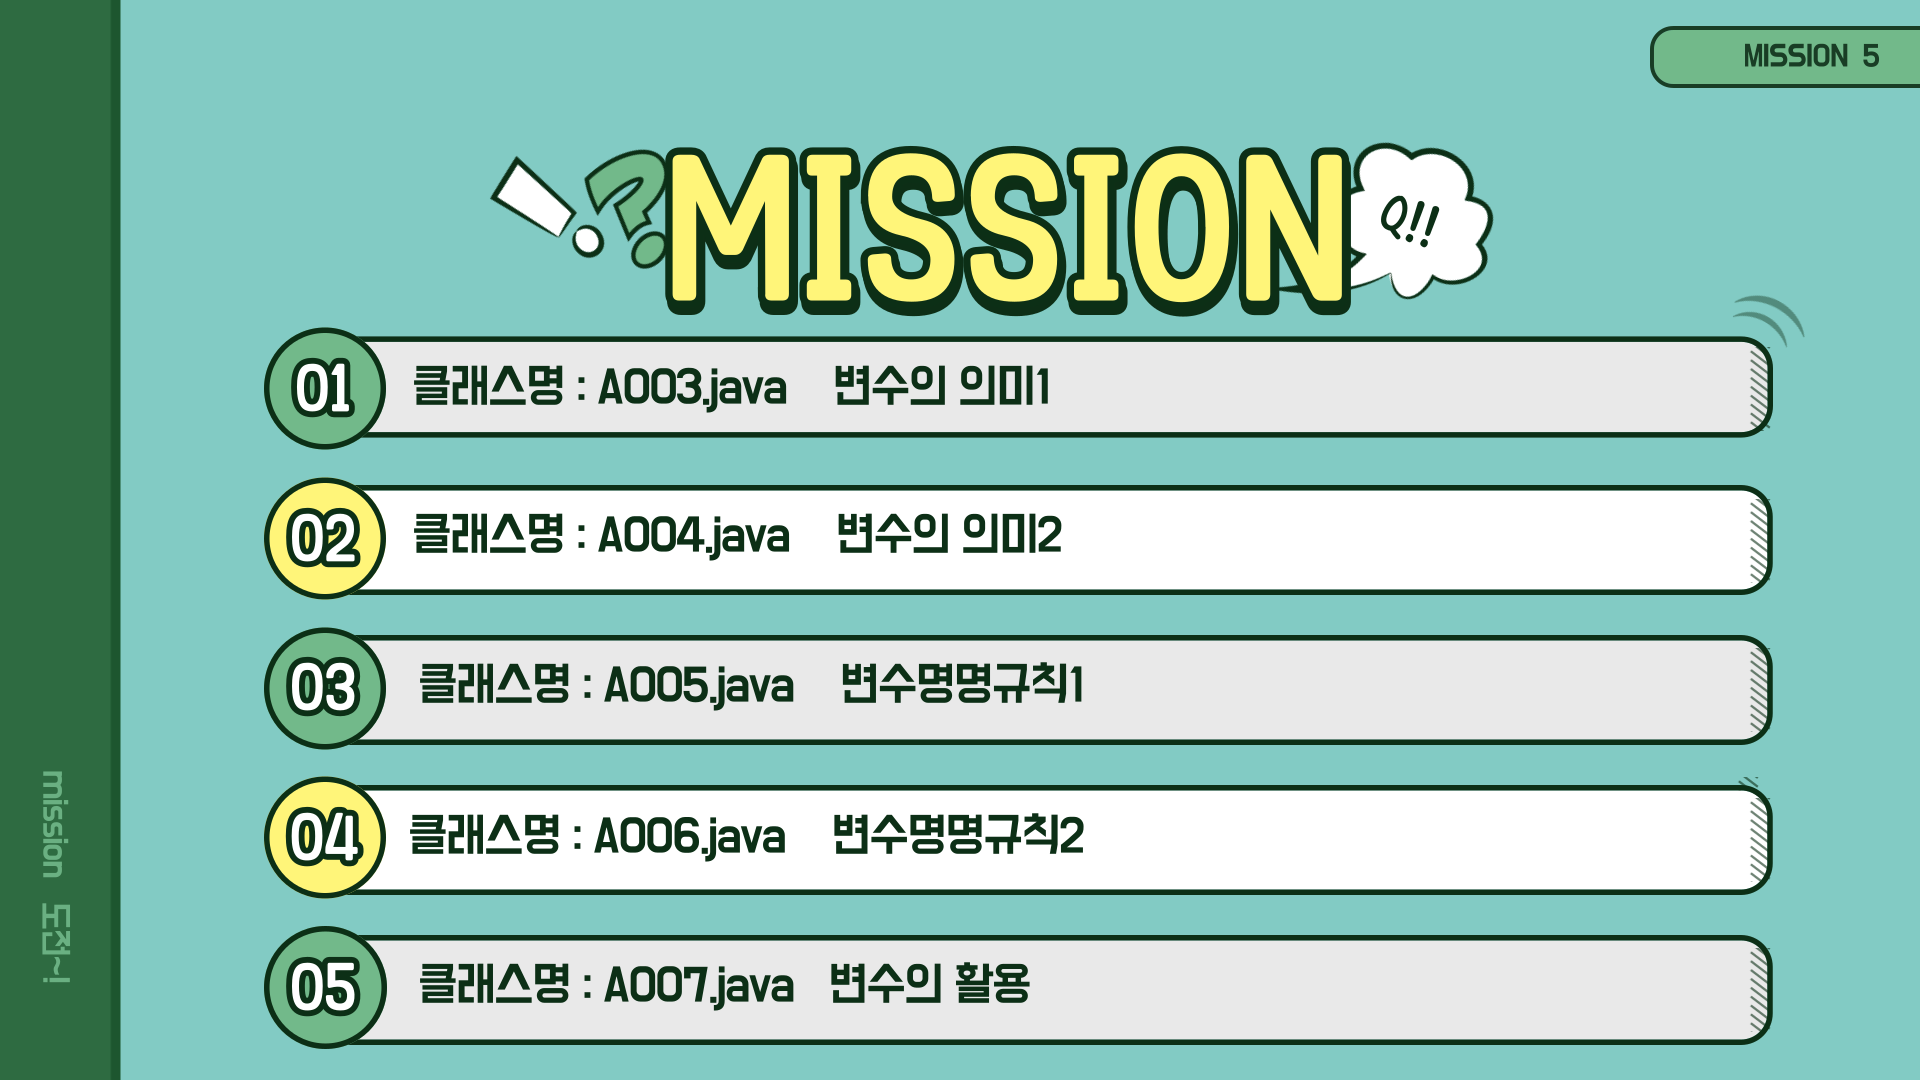 MISSION 5
MISSION
Q!!
01
클래스명 : A003.java 변수의 의미1
02
클래스명 : A004.java 변수의 의미2
03
클래스명 : A005.java 변수명명규칙1
04
클래스명 : A006.java 변수명명규칙2
05
클래스명 : A007.java 변수의 활용
mission 도전~!